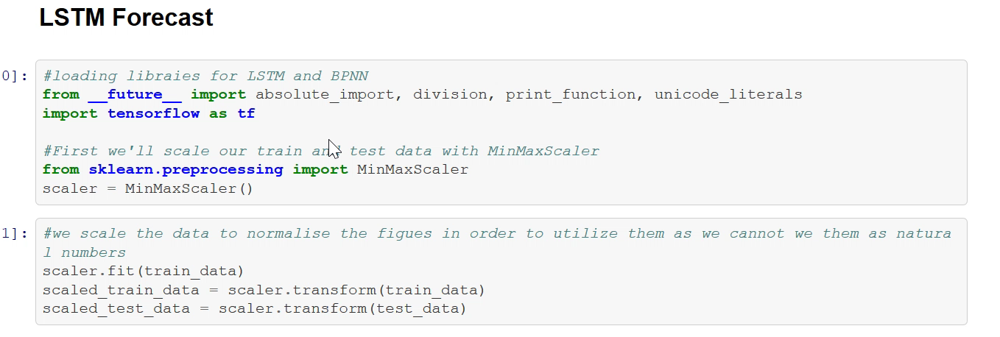 LSTM Forecast
0]:
#loading libraies for LSTM and BPNN
from __future__ import absolute_import, division, print_function, unicode_literals
import tensorflow as tf
#First we'll scale our train and test data with MinMaxScaler
from sklearn.preprocessing import MinMaxScaler
scaler = MinMaxScaler()
1]:
#we scale the data to normalise the figues in order to utilize them as we cannot we them as natura
l numbers
scaler.fit(train_data)
scaled_train_data = scaler.transform(train_data)
scaled_test_data = scaler.transform(test_data)